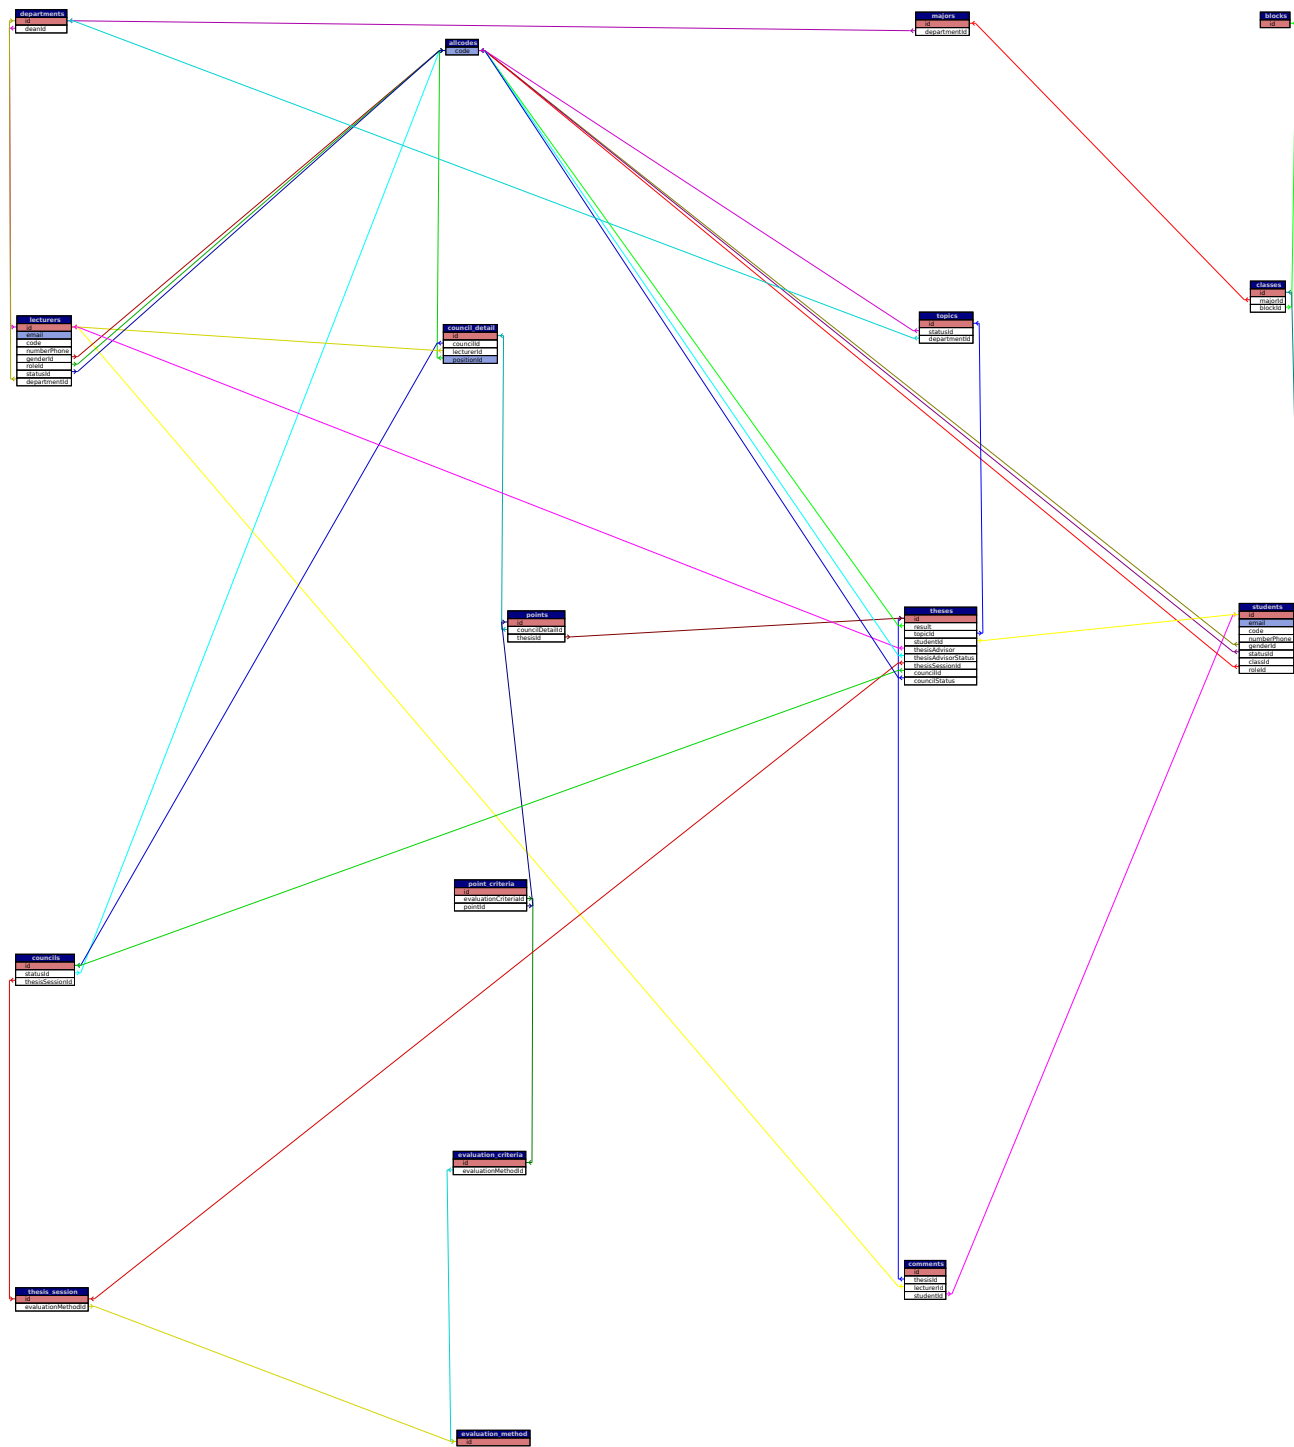 departments
id
deanId
majors
id
departmentId
blocks
id
allcodes
code
classes
id
majorId
blockId
lecturers
id
email
code
numberPhone
genderId
roleId
statusId
departmentId
council_detail
id
councilId
lecturerId
positionId
topics
id
statusId
departmentId
points
id
councilDetailId
thesisId
theses
id
result
topicId
studentId
thesisAdvisor
thesisAdvisorStatus
thesisSessionId
councilId
councilStatus
students
id
email
code
numberPhone
genderId
statusId
classId
roleId
point_criteria
id
evaluationCriteriaId
pointId
councils
id
statusId
thesisSessionId
evaluation_criteria
id
evaluationMethodId
comments
id
thesisId
lecturerId
studentId
thesis_session
id
evaluationMethodId
evaluation_method
id